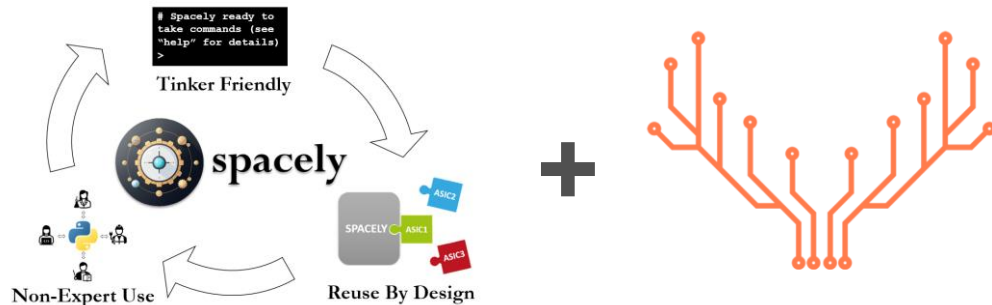 # Spacely ready to
take commands (see
"help" for details)
>
Tinker Friendly
spacely
ASIC2
SPACELY
ASIC1
ASIC3
Non-Expert Use
Reuse By Design